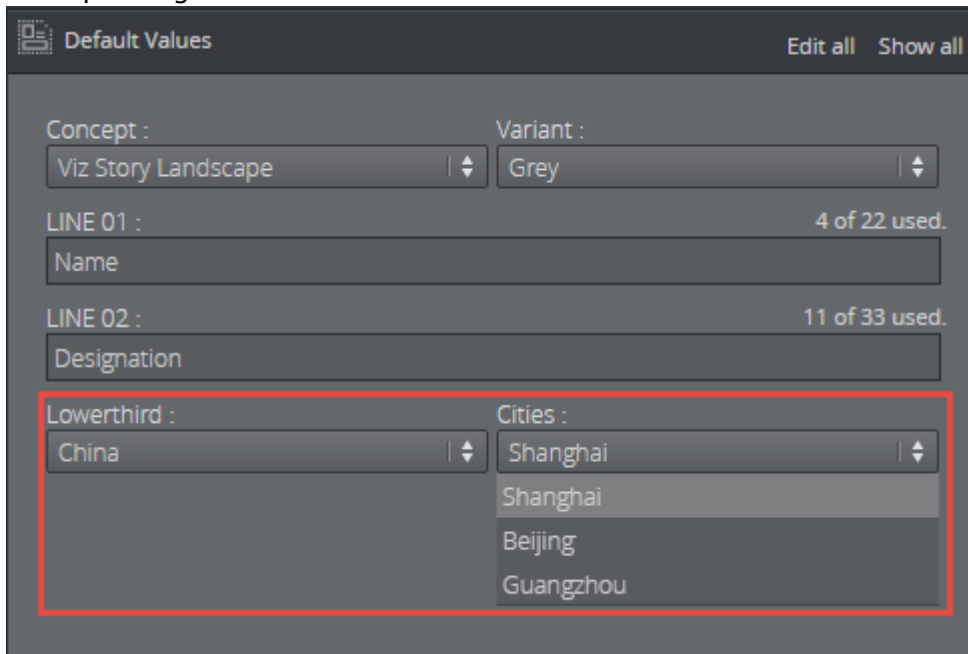 Default Values
Edit all Show all
Concept : Variant :
Viz Story Landscape Grey
LINE 01 : 4 of 22 used.
Name
LINE 02 : 11 of 33 used.
Designation
Lowerthird : Cities :
China Shanghai
Shanghai
Beijing
Guangzhou